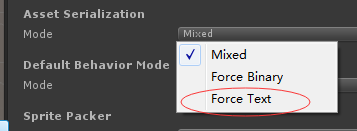 Asset Serialization
Mode Mixed
Mixed
Force Binary
Default Behavior Mode
Mode
Force Text
Sprite Packer